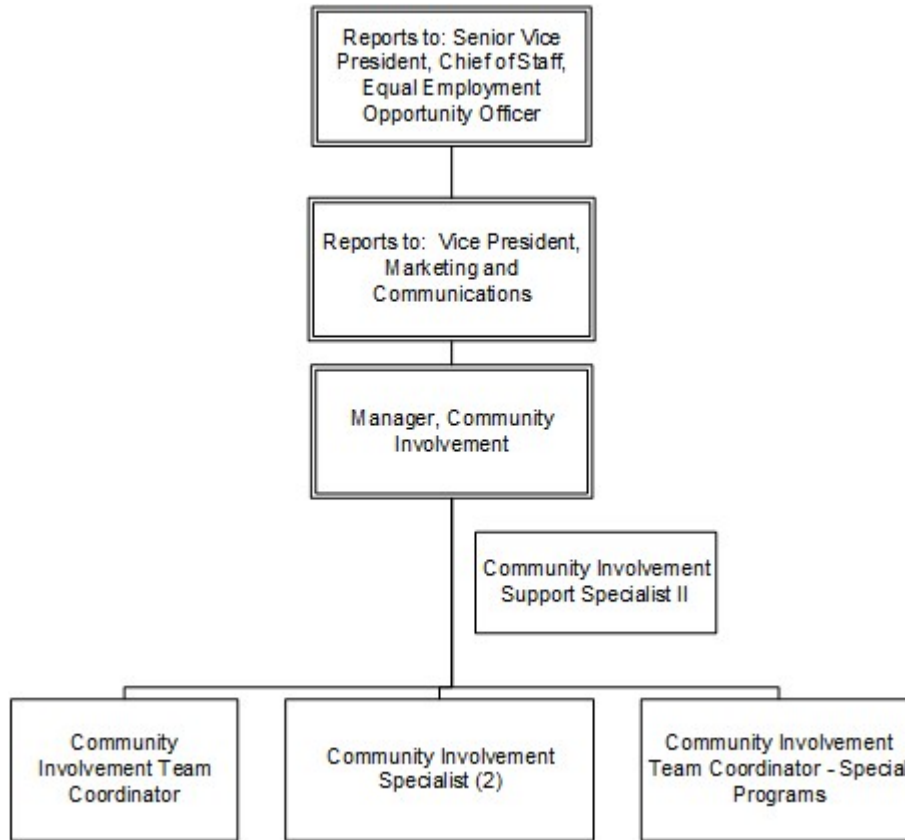 Reports to: Senior Vice
President, Chief of Staff,
Equal Employment
Opportunity Officer
Reports to: Vice President,
Marketing and
Communications
Manager, Community
Involvement
Community Involvement
Support Specialist II
Community
Involvement Team
Coordinator
Community Involvement
Specialist (2)
Community Involvement
Team Coordinator - Special
Programs